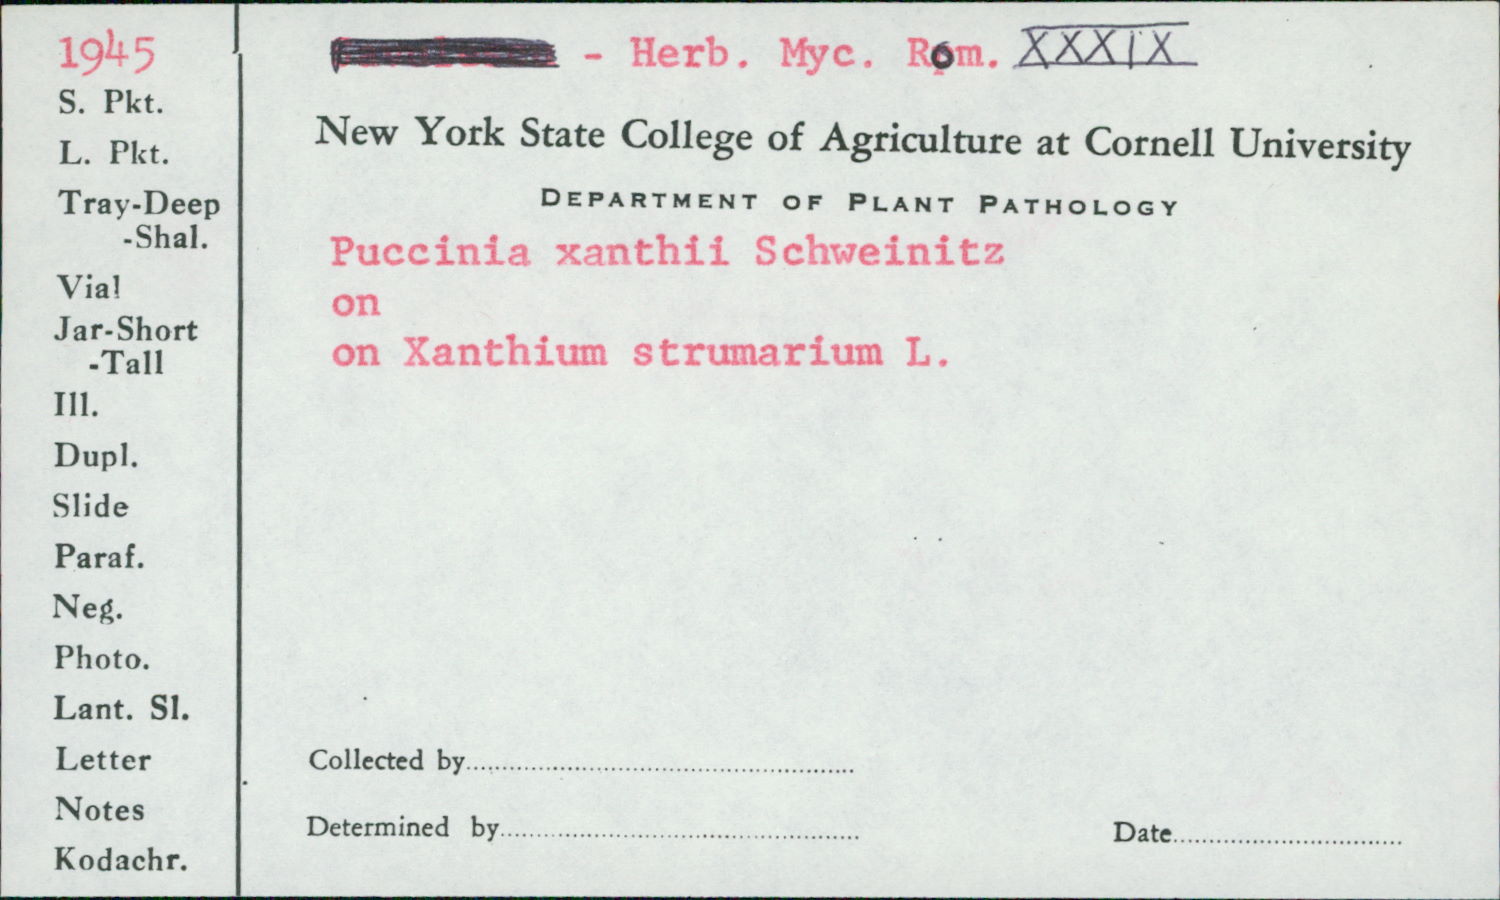 1945
S. Pkt.
L. Pkt.
Tray-Deep
-Shal.
Vial
Jar-Short
-Tall
Ill.
Dupl.
Slide
Paraf.
Neg.
Photo.
Lant. Sl.
Letter
Notes
Kodachr.
- Herb. Myc. Rom. XXXIX
New York State College of Agriculture at Cornell University
DEPARTMENT OF PLANT PATHOLOGY
Puccinia xanthii Schweinitz
on
on Xanthium strumarium L.
Collected by
Determined by
Date